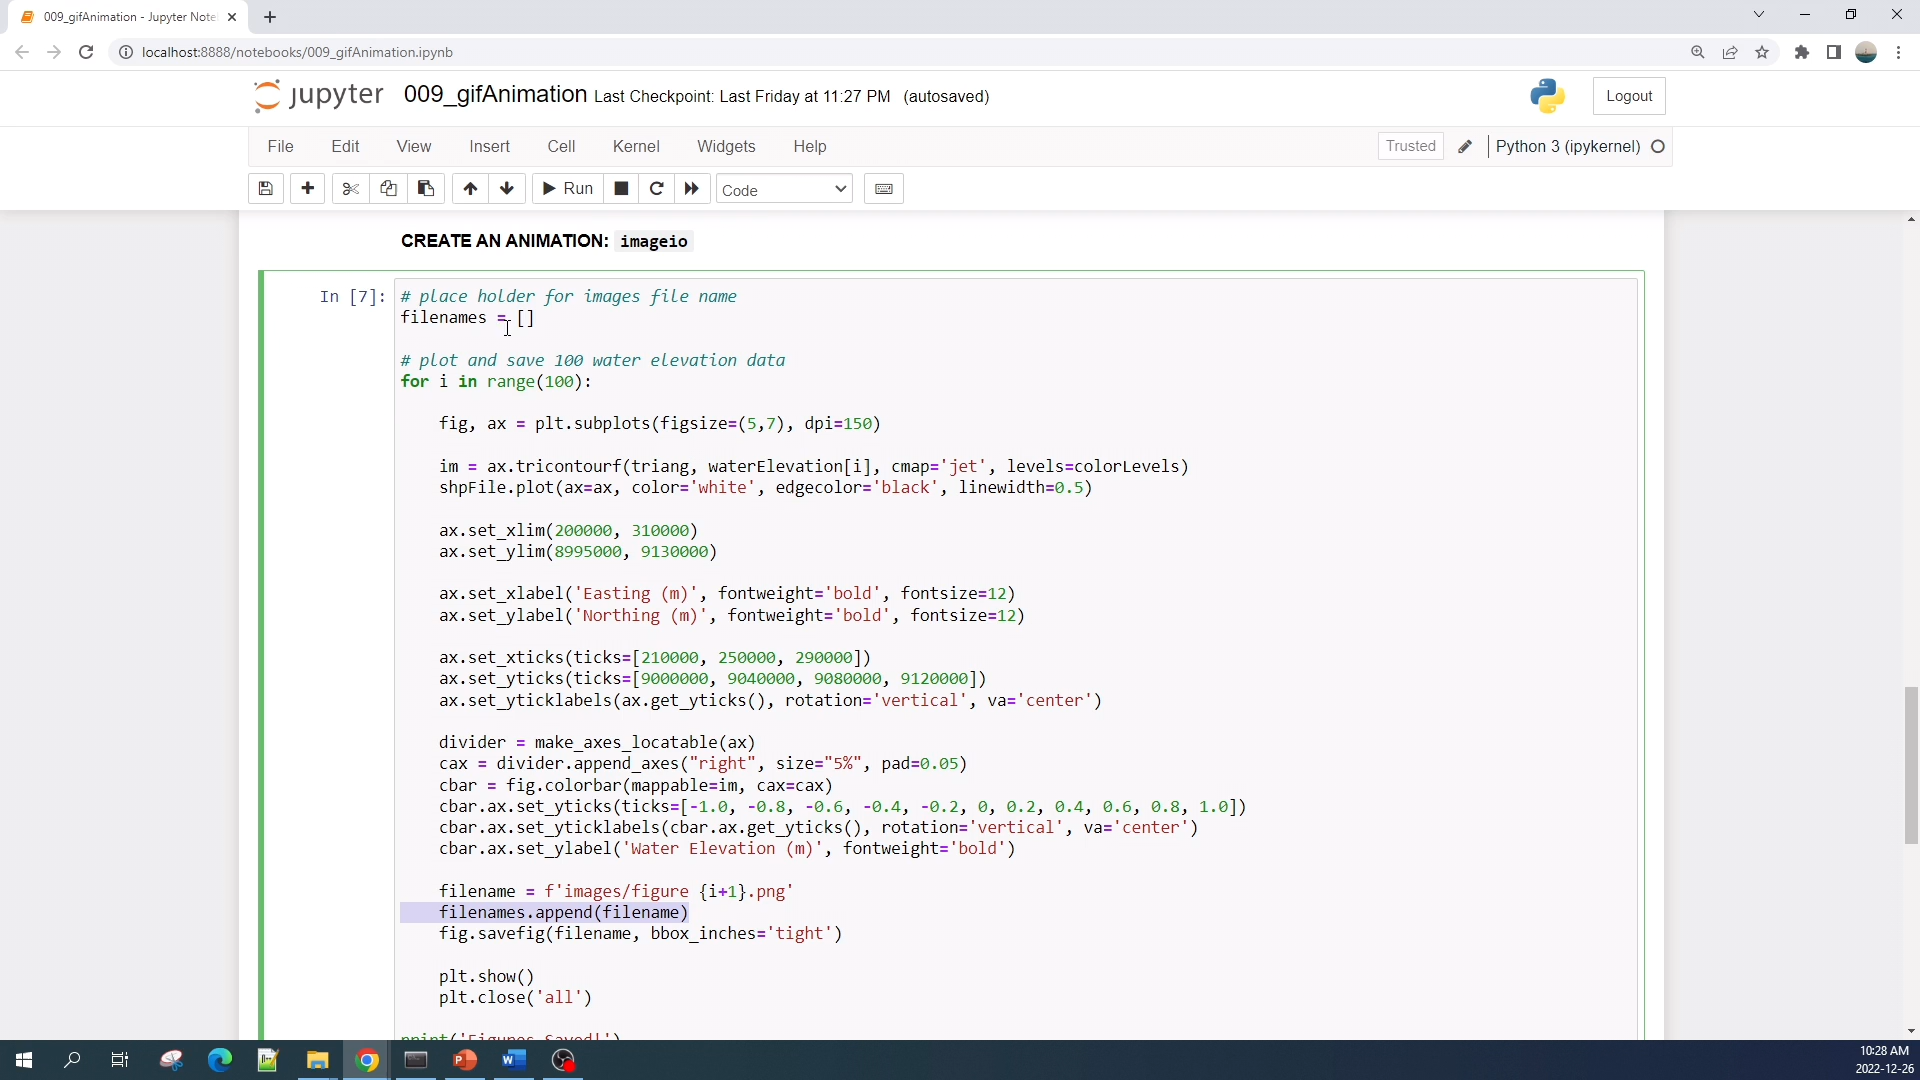 009_gifAnimation - Jupyter Note
localhost:8888/notebooks/009_gifAnimation.ipynb
jupyter 009_gifAnimation Last Checkpoint: Last Friday at 11:27 PM (autosaved)
Logout
File Edit View Insert Cell Kernel Widgets Help
Trusted Python 3 (ipykernel)
Run Code
CREATE AN ANIMATION: imageio
In [7]: # place holder for images file name
filenames = []
# plot and save 100 water elevation data
for i in range(100):
fig, ax = plt.subplots(figsize=(5,7), dpi=150)
im = ax.tricontourf(triang, waterElevation[i], cmap='jet', levels=colorLevels)
shpFile.plot(ax=ax, color='white', edgecolor='black', linewidth=0.5)
ax.set_xlim(200000, 310000)
ax.set_ylim(8995000, 9130000)
ax.set_xlabel('Easting (m)', fontweight='bold', fontsize=12)
ax.set_ylabel('Northing (m)', fontweight='bold', fontsize=12)
ax.set_xticks(ticks=[210000, 250000, 290000])
ax.set_yticks(ticks=[9000000, 9040000, 9080000, 9120000])
ax.set_yticklabels(ax.get_yticks(), rotation='vertical', va='center')
divider = make_axes_locatable(ax)
cax = divider.append_axes("right", size="5%", pad=0.05)
cbar = fig.colorbar(mappable=im, cax=cax)
cbar.ax.set_yticks(ticks=[-1.0, -0.8, -0.6, -0.4, -0.2, 0, 0.2, 0.4, 0.6, 0.8, 1.0])
cbar.ax.set_yticklabels(cbar.ax.get_yticks(), rotation='vertical', va='center')
cbar.ax.set_ylabel('Water Elevation (m)', fontweight='bold')
filename = f'images/figure {i+1}.png'
filenames.append(filename)
fig.savefig(filename, bbox_inches='tight')
plt.show()
plt.close('all')
print('Figures Saved!')
10:28 AM
2022-12-26